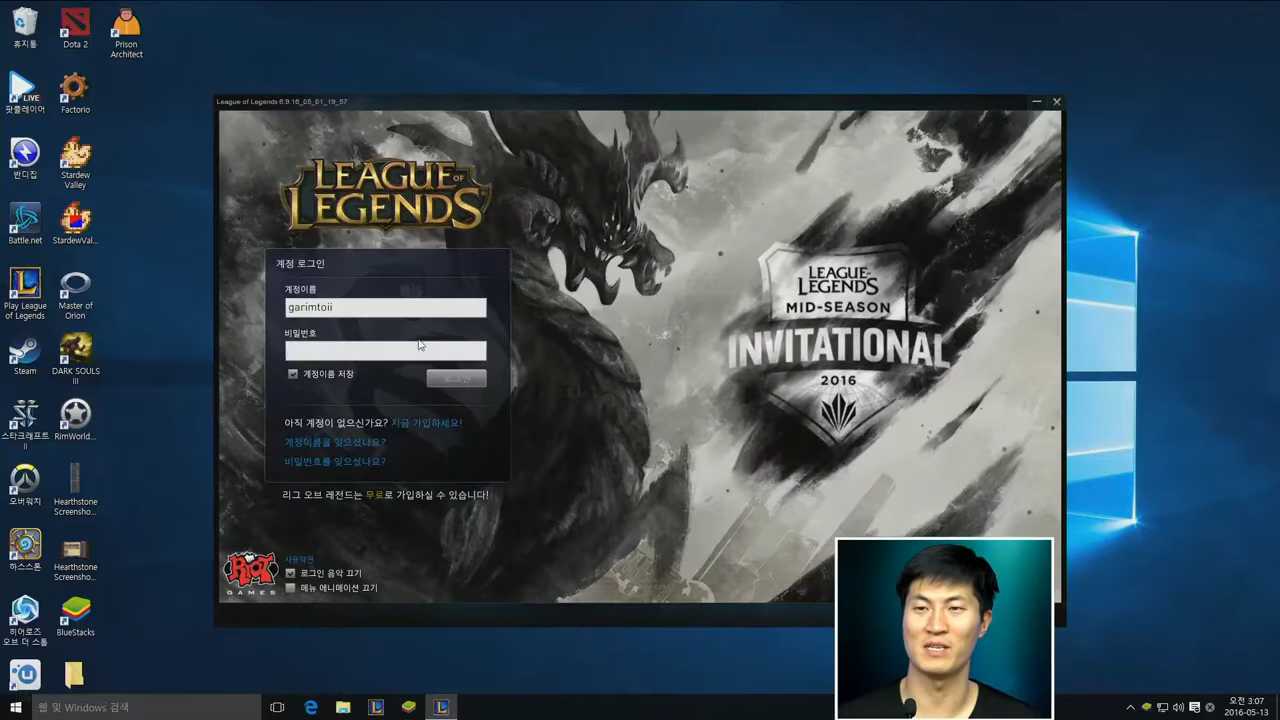 휴지통
Dota 2
Prison
Architect
LIVE
팟플레이어
Factorio
반디집
Stardew
Valley
Battle.net
StardewVal...
Play League
of Legends
Master of
Orion
Steam
DARK SOULS
III
스타크래프트
II
RimWorld...
오버워치
Hearthstone
Screensho...
하스스톤
Hearthstone
Screensho...
히어로즈
오브 더 스톰
BlueStacks
League of Legends 6.9.16_05_01_19_57
LEAGUE OF
LEGENDS
계정 로그인
계정이름
garimtoii
비밀번호
계정이름 저장
로그인
아직 계정이 없으신가요? 지금 가입하세요!
계정이름을 잊으셨나요?
비밀번호를 잊으셨나요?
리그 오브 레전드는 무료로 가입하실 수 있습니다!
LEAGUE OF
LEGENDS
MID-SEASON
INVITATIONAL
2016
RIOT
GAMES
사용약관
로그인 음악 끄기
메뉴 애니메이션 끄기
웹 및 Windows 검색
오전 3:07
2016-05-13